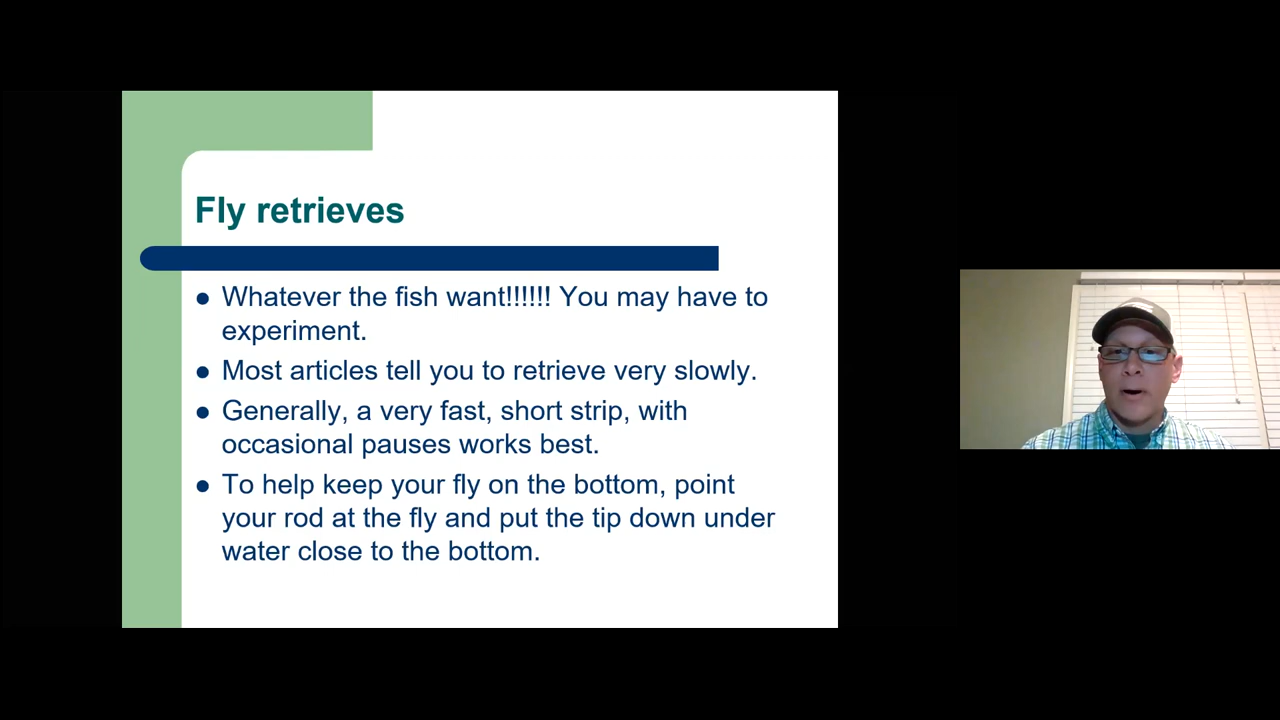 Fly retrieves
Whatever the fish want!!!!!! You may have to
experiment.
Most articles tell you to retrieve very slowly.
Generally, a very fast, short strip, with
occasional pauses works best.
To help keep your fly on the bottom, point
your rod at the fly and put the tip down under
water close to the bottom.